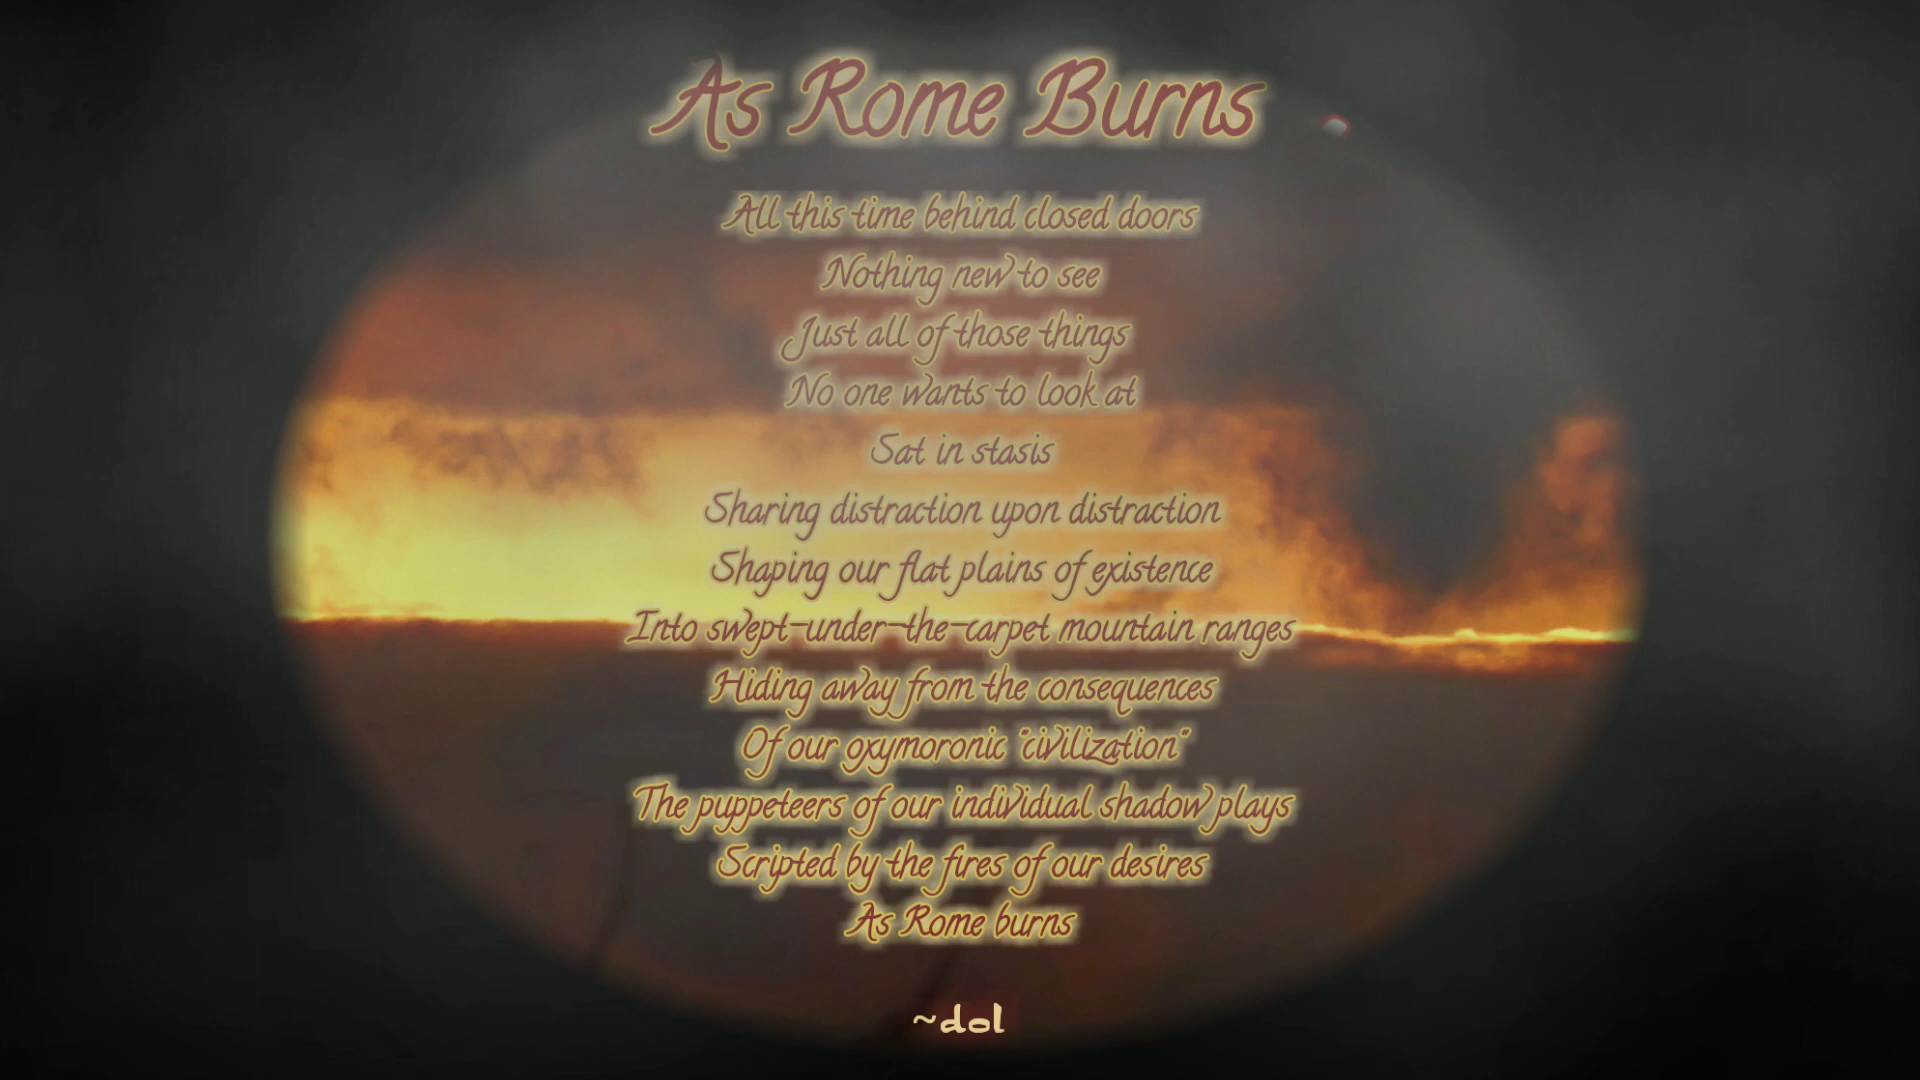 As Rome Burns
All this time behind closed doors
Nothing new to see
Just all of those things
No one wants to look at
Sat in stasis
Sharing distraction upon distraction
Shaping our flat plains of existence
Into swept-under-the-carpet mountain ranges
Hiding away from the consequences
Of our oxymoronic "civilization"
The puppeteers of our individual shadow plays
Scripted by the fires of our desires
As Rome burns
~dol